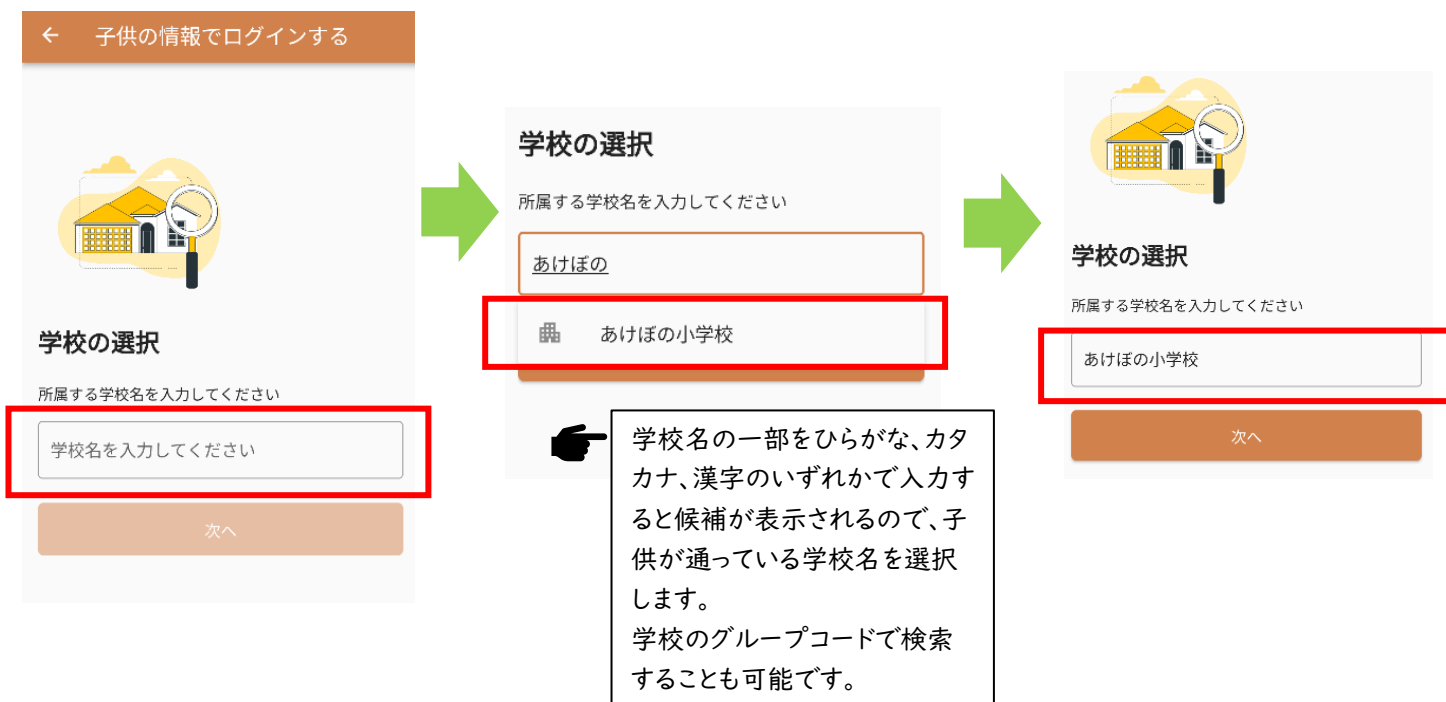 ← 子供の情報でログインする
学校の選択
所属する学校名を入力してください
学校名を入力してください
次へ
学校の選択
所属する学校名を入力してください
あけぼの
あけぼの小学校
学校名の一部をひらがな、カタ
カナ、漢字のいずれかで入力す
ると候補が表示されるので、子
供が通っている学校名を選択
します。
学校のグループコードで検索
することも可能です。
学校の選択
所属する学校名を入力してください
あけぼの小学校
次へ